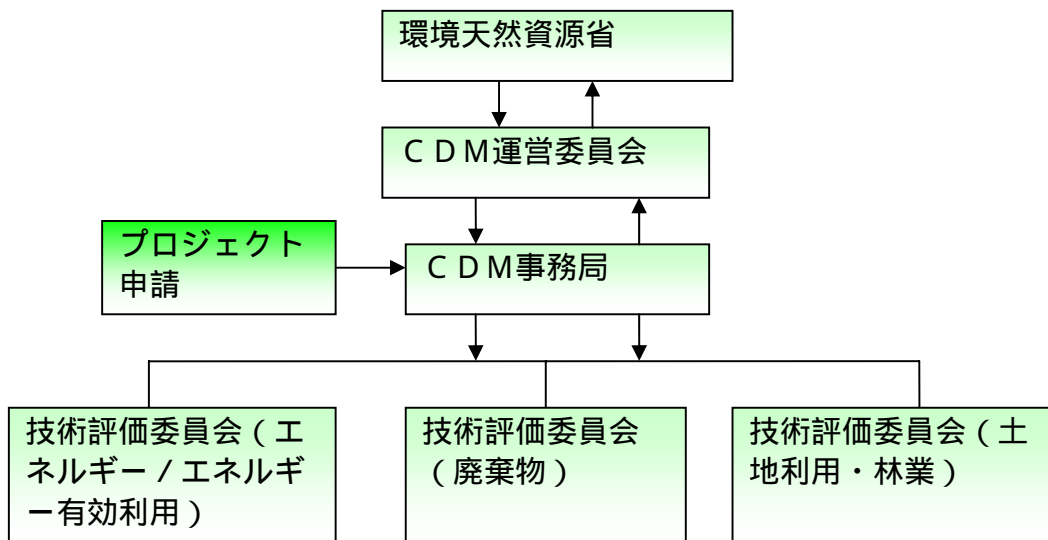 環境天然資源省
ＣＤＭ運営委員会
プロジェクト
申請
ＣＤＭ事務局
技術評価委員会（エ
ネルギー／エネルギ
ー有効利用）
技術評価委員会
（廃棄物）
技術評価委員会（土
地利用・林業）